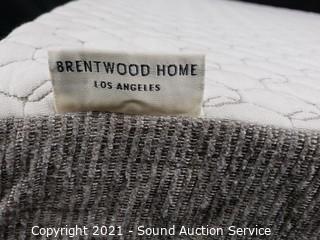 BRENTWOOD HOME
LOS ANGELES
Copyright 2021 - Sound Auction Service